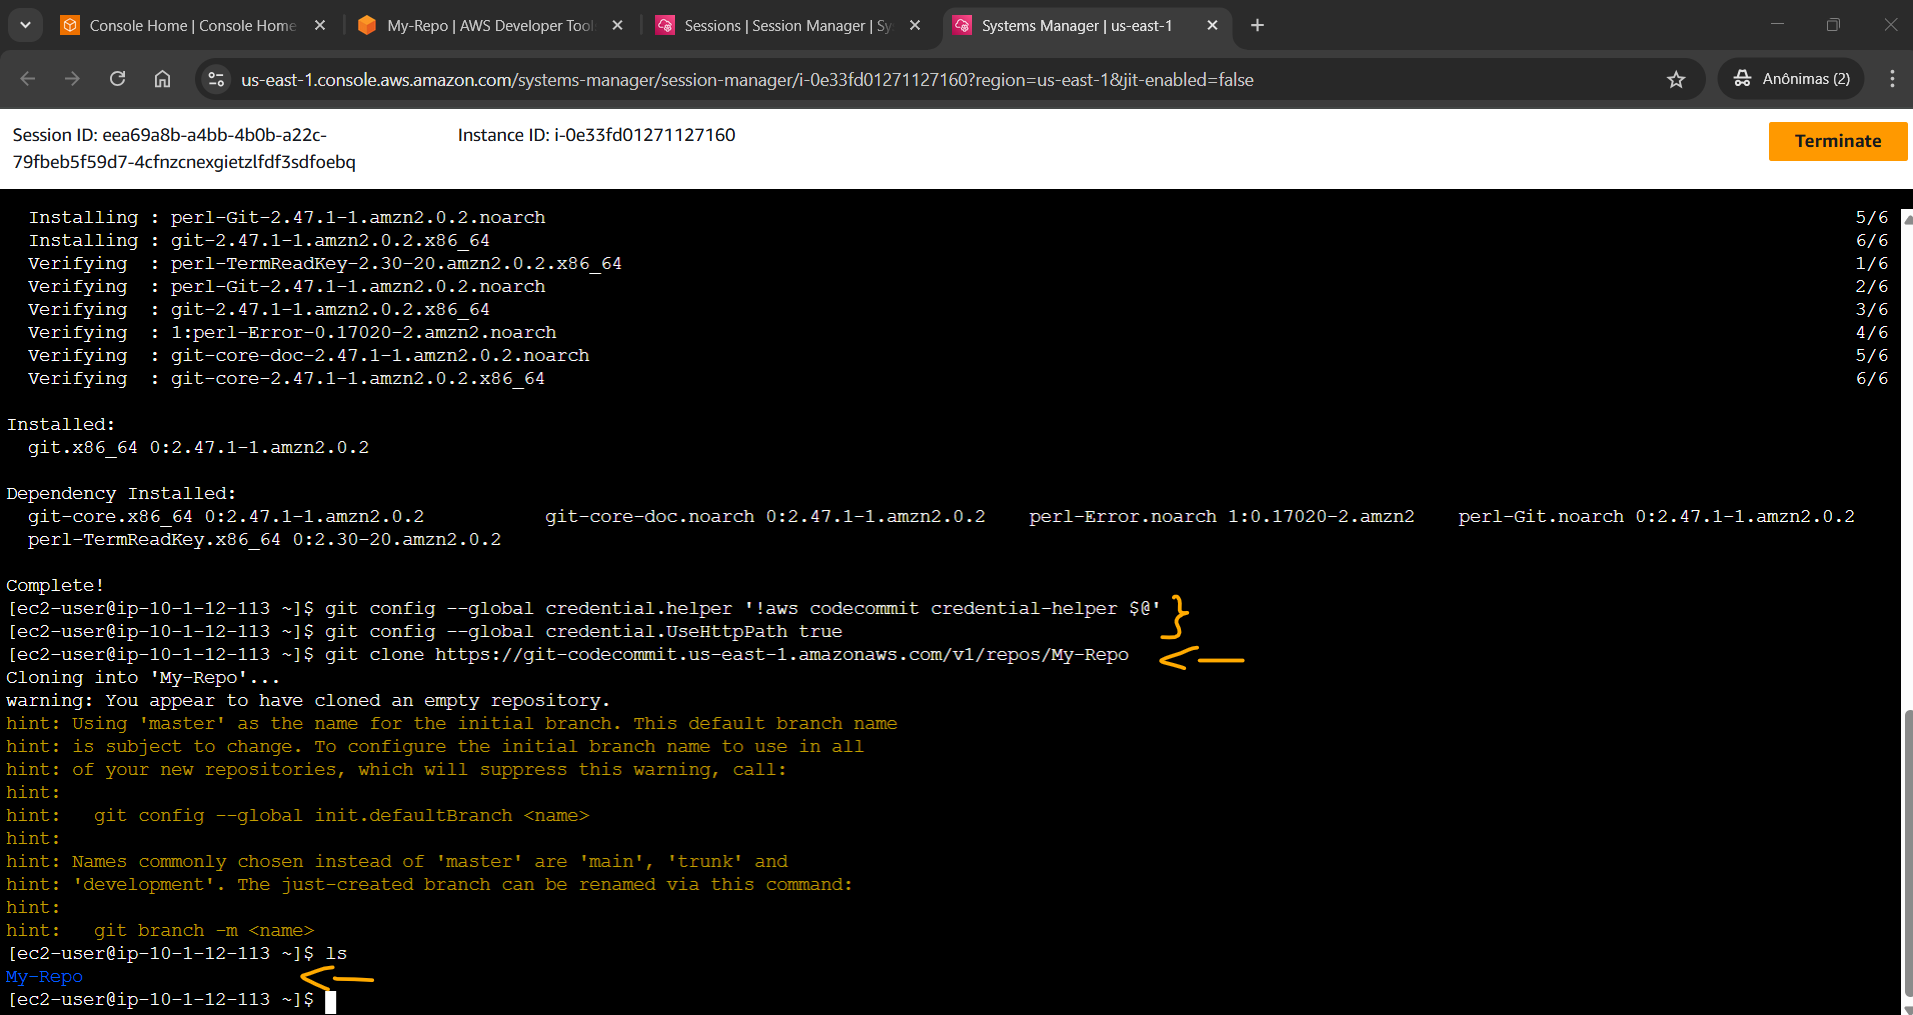 Console Home | Console Home
My-Repo | AWS Developer Tool
Sessions | Session Manager | Sy
Systems Manager | us-east-1
us-east-1.console.aws.amazon.com/systems-manager/session-manager/i-0e33fd01271127160?region=us-east-1&jit-enabled=false
Anônimas (2)
Session ID: eea69a8b-a4bb-4b0b-a22c-
79fbeb5f59d7-4cfnzcnexgietzlfdf3sdfoebq
Instance ID: i-0e33fd01271127160
Terminate
Installing : perl-Git-2.47.1-1.amzn2.0.2.noarch 5/6
Installing : git-2.47.1-1.amzn2.0.2.x86_64 6/6
Verifying : perl-TermReadKey-2.30-20.amzn2.0.2.x86_64 1/6
Verifying : perl-Git-2.47.1-1.amzn2.0.2.noarch 2/6
Verifying : git-2.47.1-1.amzn2.0.2.x86_64 3/6
Verifying : 1:perl-Error-0.17020-2.amzn2.noarch 4/6
Verifying : git-core-doc-2.47.1-1.amzn2.0.2.noarch 5/6
Verifying : git-core-2.47.1-1.amzn2.0.2.x86_64 6/6
Installed:
git.x86_64 0:2.47.1-1.amzn2.0.2
Dependency Installed:
git-core.x86_64 0:2.47.1-1.amzn2.0.2 git-core-doc.noarch 0:2.47.1-1.amzn2.0.2 perl-Error.noarch 1:0.17020-2.amzn2 perl-Git.noarch 0:2.47.1-1.amzn2.0.2
perl-TermReadKey.x86_64 0:2.30-20.amzn2.0.2
Complete!
[ec2-user@ip-10-1-12-113 ~]$ git config --global credential.helper '!aws codecommit credential-helper $@'
[ec2-user@ip-10-1-12-113 ~]$ git config --global credential.UseHttpPath true
[ec2-user@ip-10-1-12-113 ~]$ git clone https://git-codecommit.us-east-1.amazonaws.com/v1/repos/My-Repo
Cloning into 'My-Repo'...
warning: You appear to have cloned an empty repository.
hint: Using 'master' as the name for the initial branch. This default branch name
hint: is subject to change. To configure the initial branch name to use in all
hint: of your new repositories, which will suppress this warning, call:
hint:
hint: git config --global init.defaultBranch <name>
hint:
hint: Names commonly chosen instead of 'master' are 'main', 'trunk' and
hint: 'development'. The just-created branch can be renamed via this command:
hint:
hint: git branch -m <name>
[ec2-user@ip-10-1-12-113 ~]$ ls
My-Repo
[ec2-user@ip-10-1-12-113 ~]$